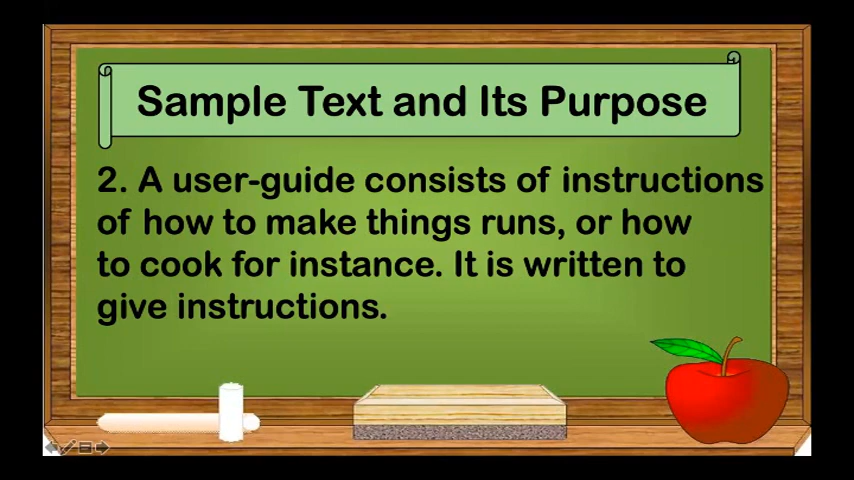 Sample Text and Its Purpose
2. A user-guide consists of instructions
of how to make things runs, or how
to cook for instance. It is written to
give instructions.